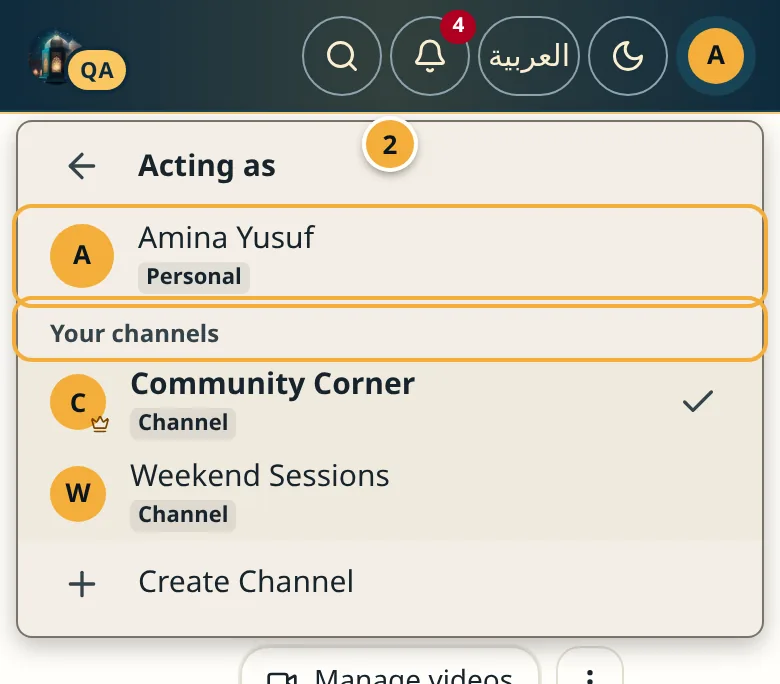 QA
4
العربية
A
2
Acting as
A
Amina Yusuf
Personal
Your channels
C
Community Corner
Channel
W
Weekend Sessions
Channel
Create Channel
Manage videos